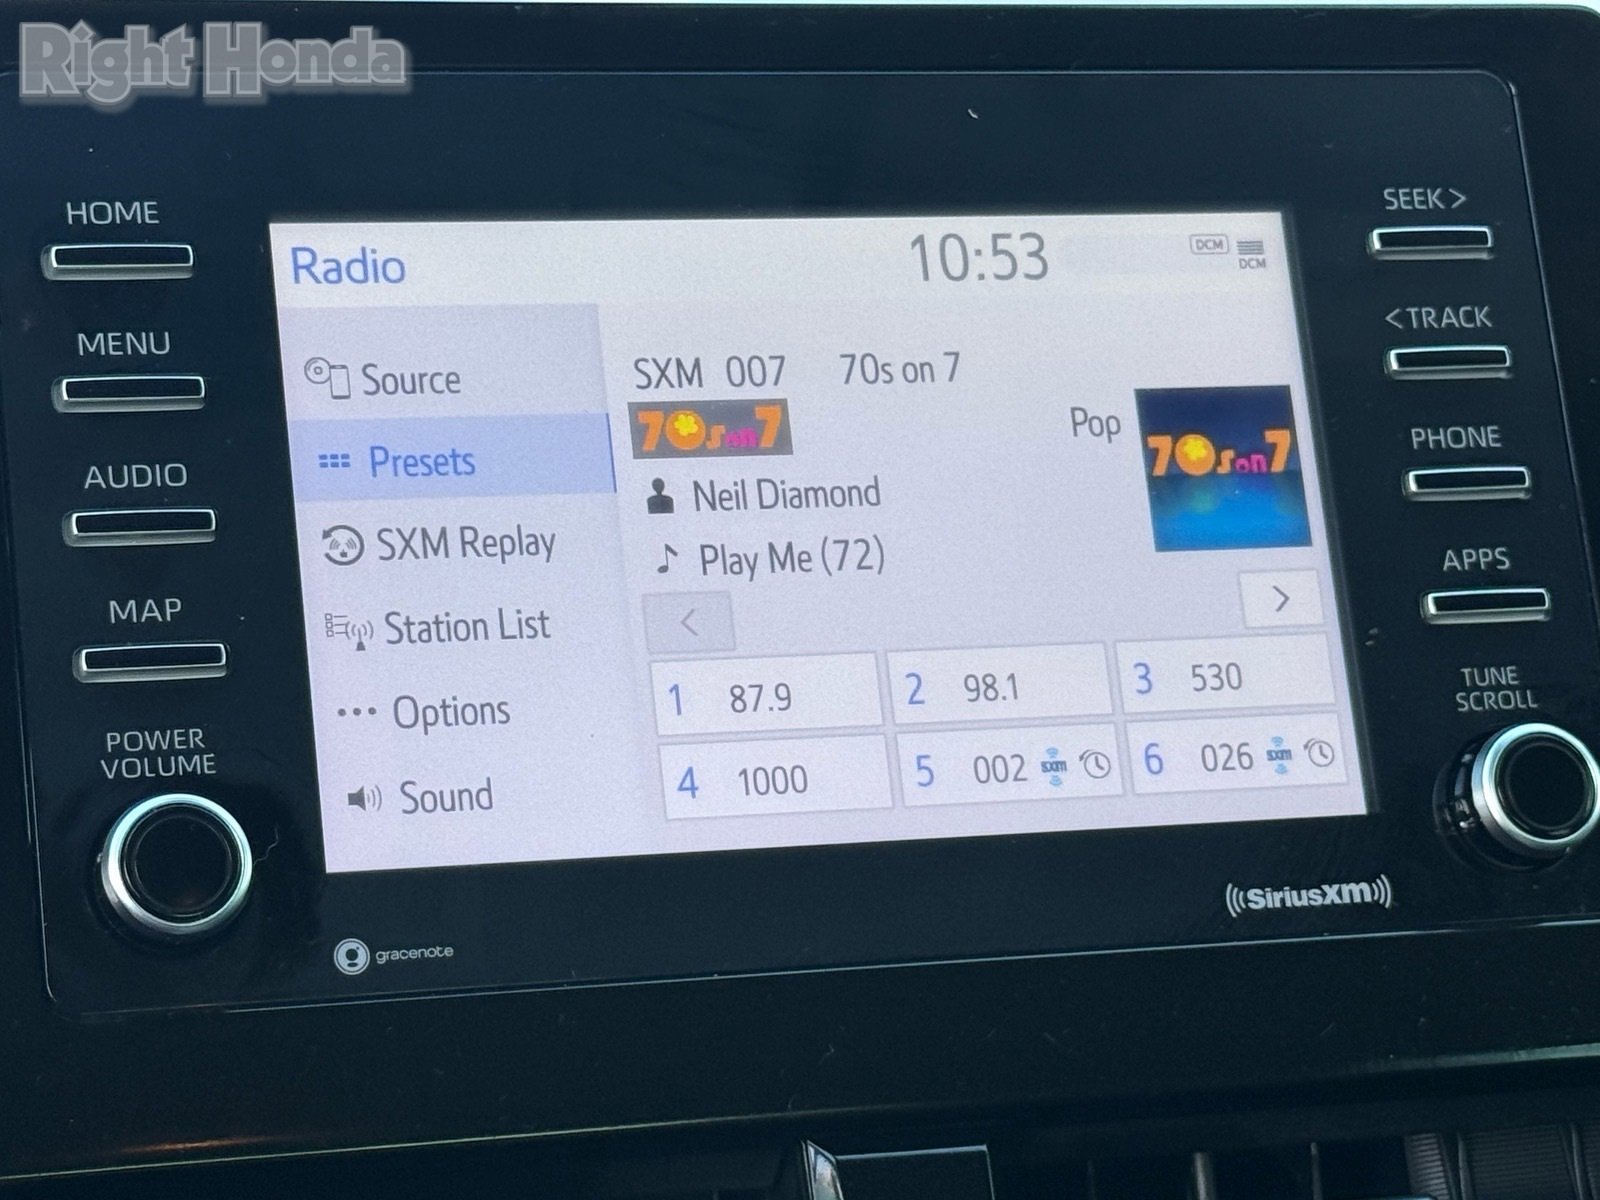 Right Honda
HOME
MENU
AUDIO
MAP
POWER
VOLUME
Radio
10:53
DCM
DCM
Source
Presets
SXM Replay
Station List
Options
Sound
SXM 007 70s on 7
70s on 7
Pop
70s on 7
Neil Diamond
Play Me (72)
<
>
1 87.9
2 98.1
3 530
4 1000
5 002 sxm
6 026 sxm
SEEK >
< TRACK
PHONE
APPS
TUNE
SCROLL
gracenote
((SiriusXM))